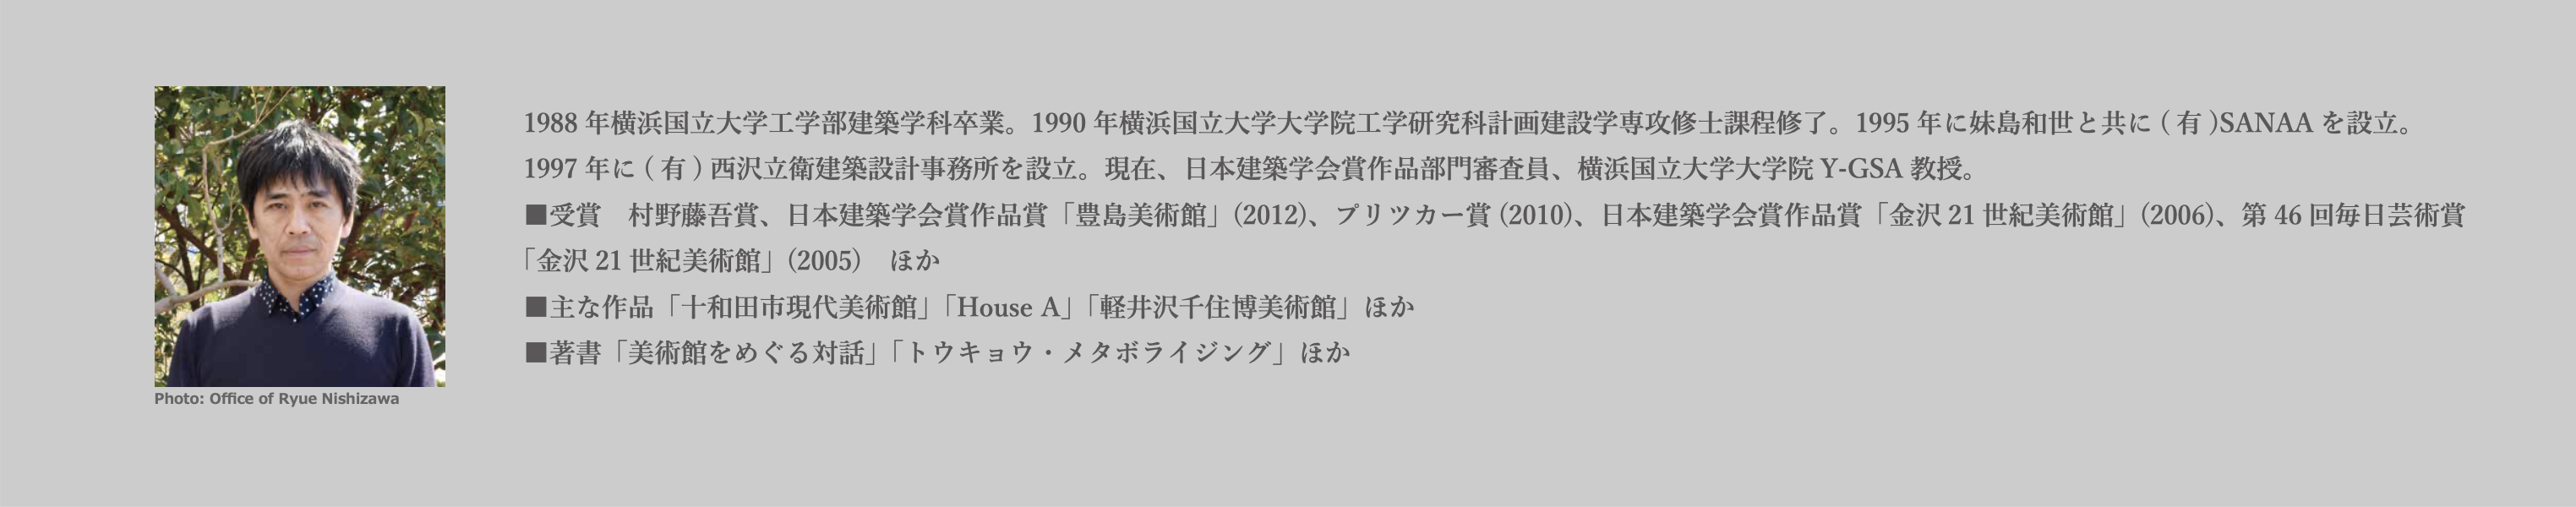 1988 年横浜国立大学工学部建築学科卒業。1990 年横浜国立大学大学院工学研究科計画建設学専攻修士課程修了。1995 年に妹島和世と共に ( 有 )SANAA を設立。
1997 年に ( 有 ) 西沢立衛建築設計事務所を設立。現在、日本建築学会賞作品部門審査員、横浜国立大学大学院 Y-GSA 教授。
■受賞　村野藤吾賞、日本建築学会賞作品賞「豊島美術館」(2012)、プリツカー賞 (2010)、日本建築学会賞作品賞「金沢 21 世紀美術館」(2006)、第 46 回毎日芸術賞
「金沢 21 世紀美術館」(2005)　ほか
■主な作品「十和田市現代美術館」「House A」「軽井沢千住博美術館」ほか
■著書「美術館をめぐる対話」「トウキョウ・メタボライジング」ほか
Photo: Office of Ryue Nishizawa